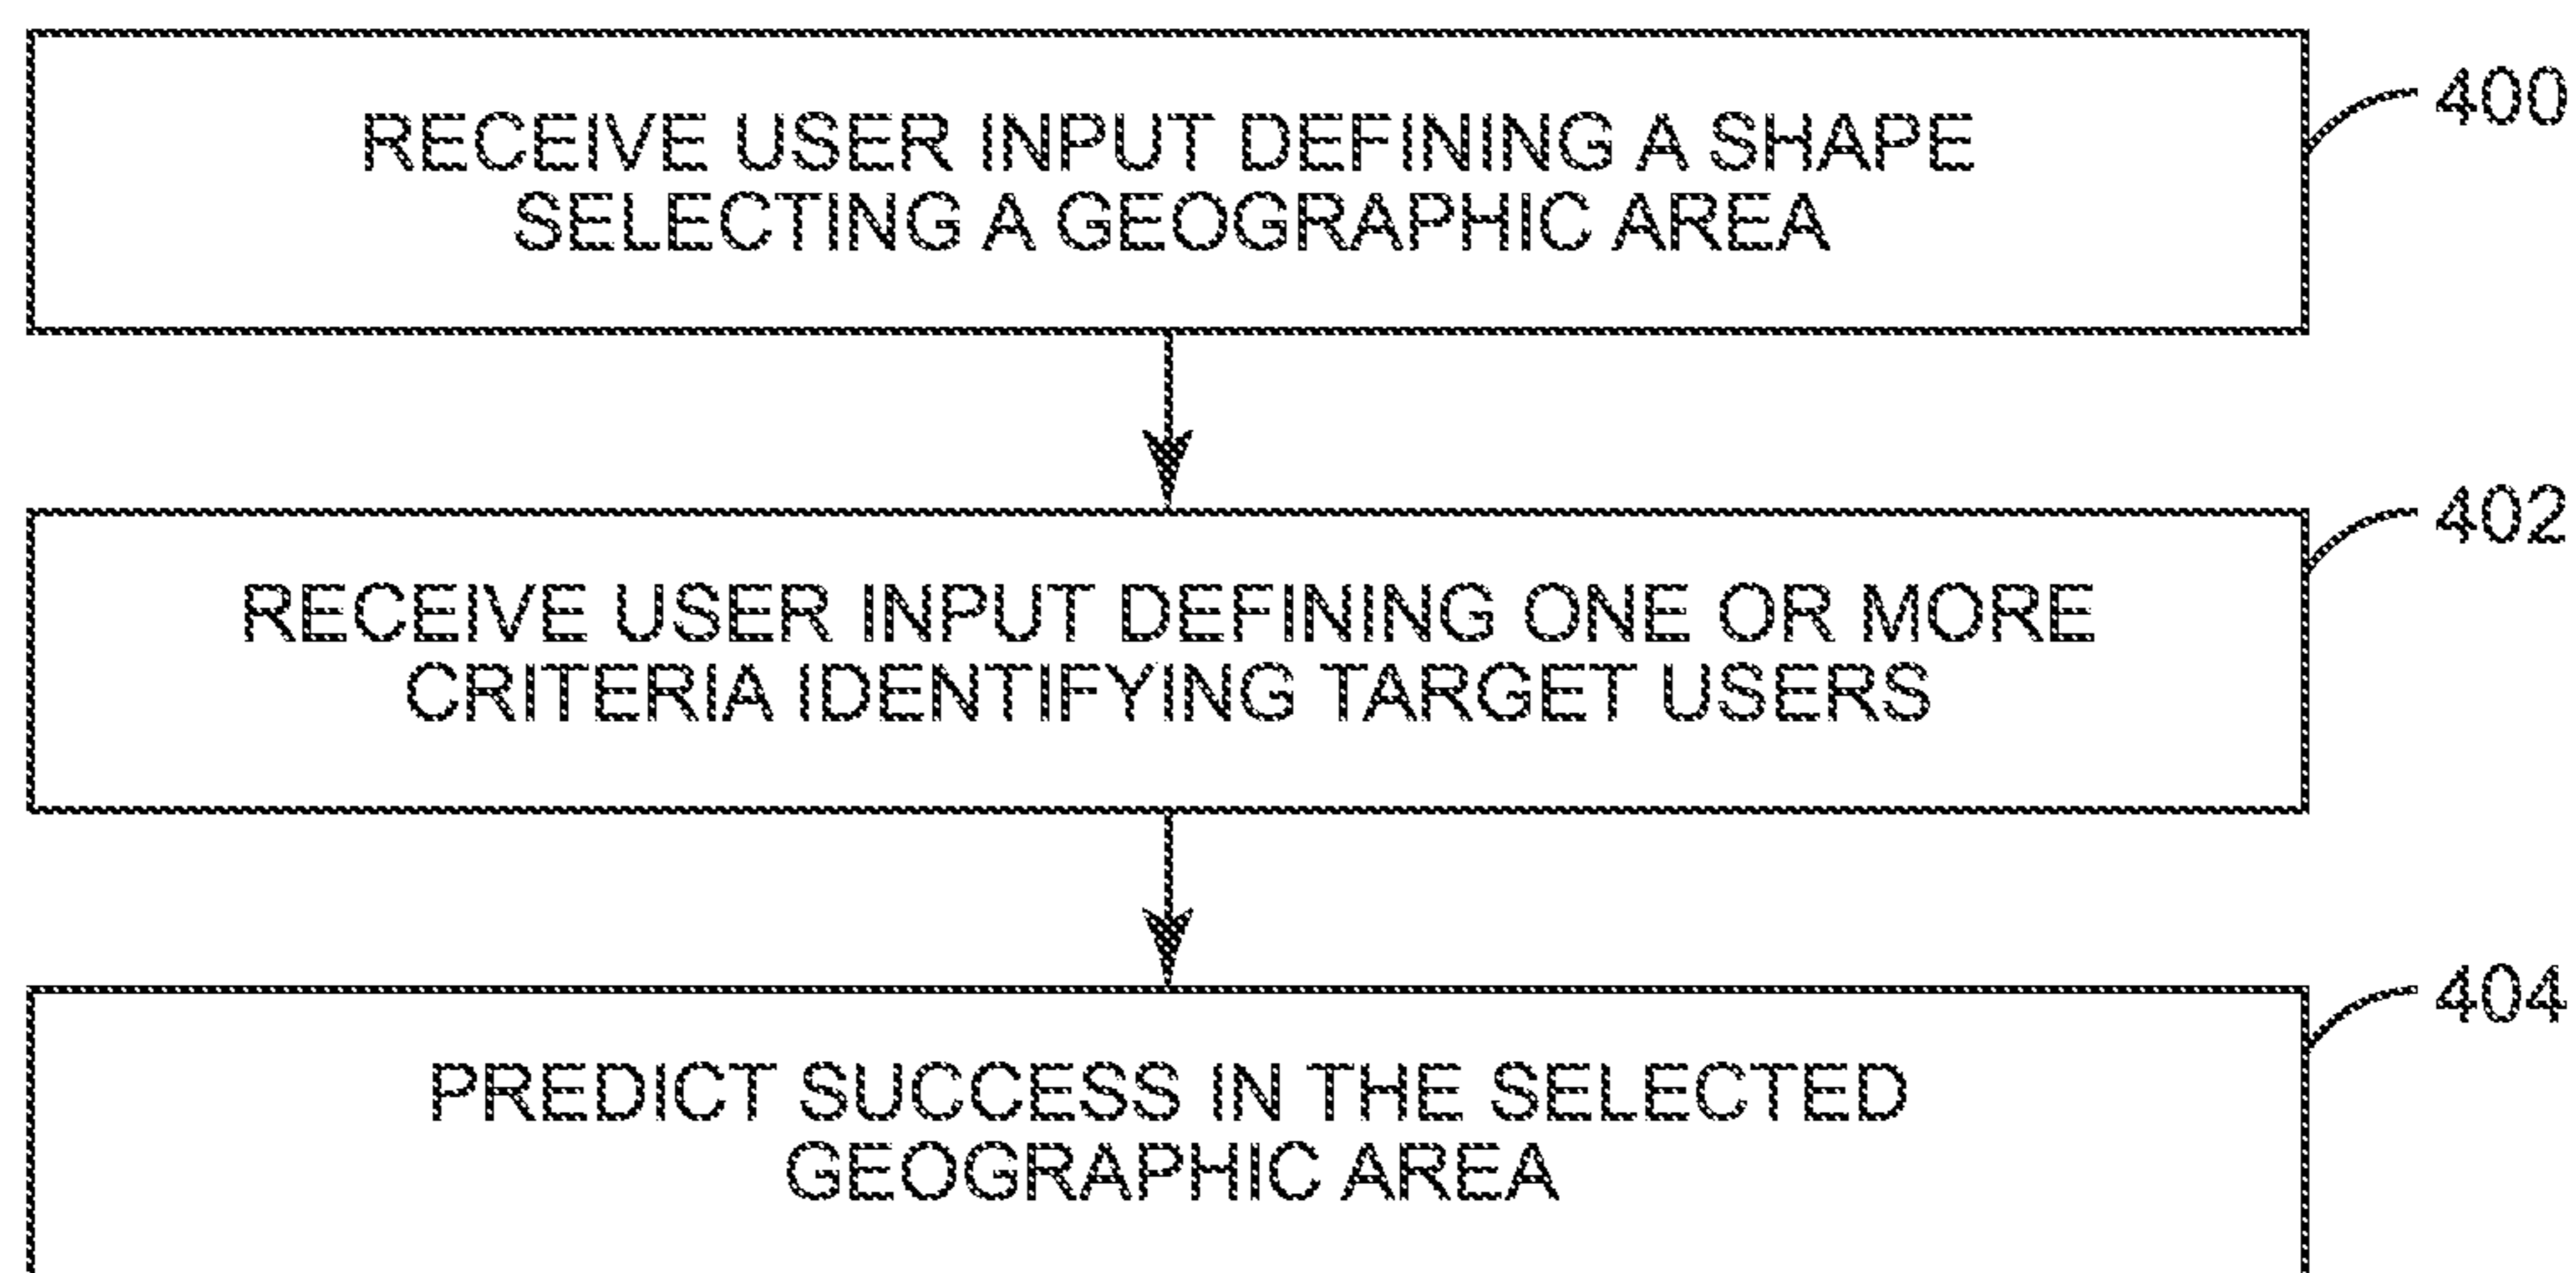 RECEIVE USER INPUT DEFINING A SHAPE
SELECTING A GEOGRAPHIC AREA
400
RECEIVE USER INPUT DEFINING ONE OR MORE
CRITERIA IDENTIFYING TARGET USERS
402
PREDICT SUCCESS IN THE SELECTED
GEOGRAPHIC AREA
404